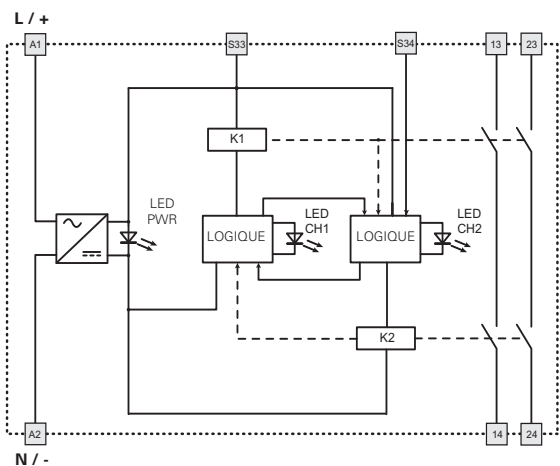 L / +
A1
S33
S34
13
23
K1
LED
PWR
LOGIQUE
LED
CH1
LOGIQUE
LED
CH2
K2
A2
14
24
N / -